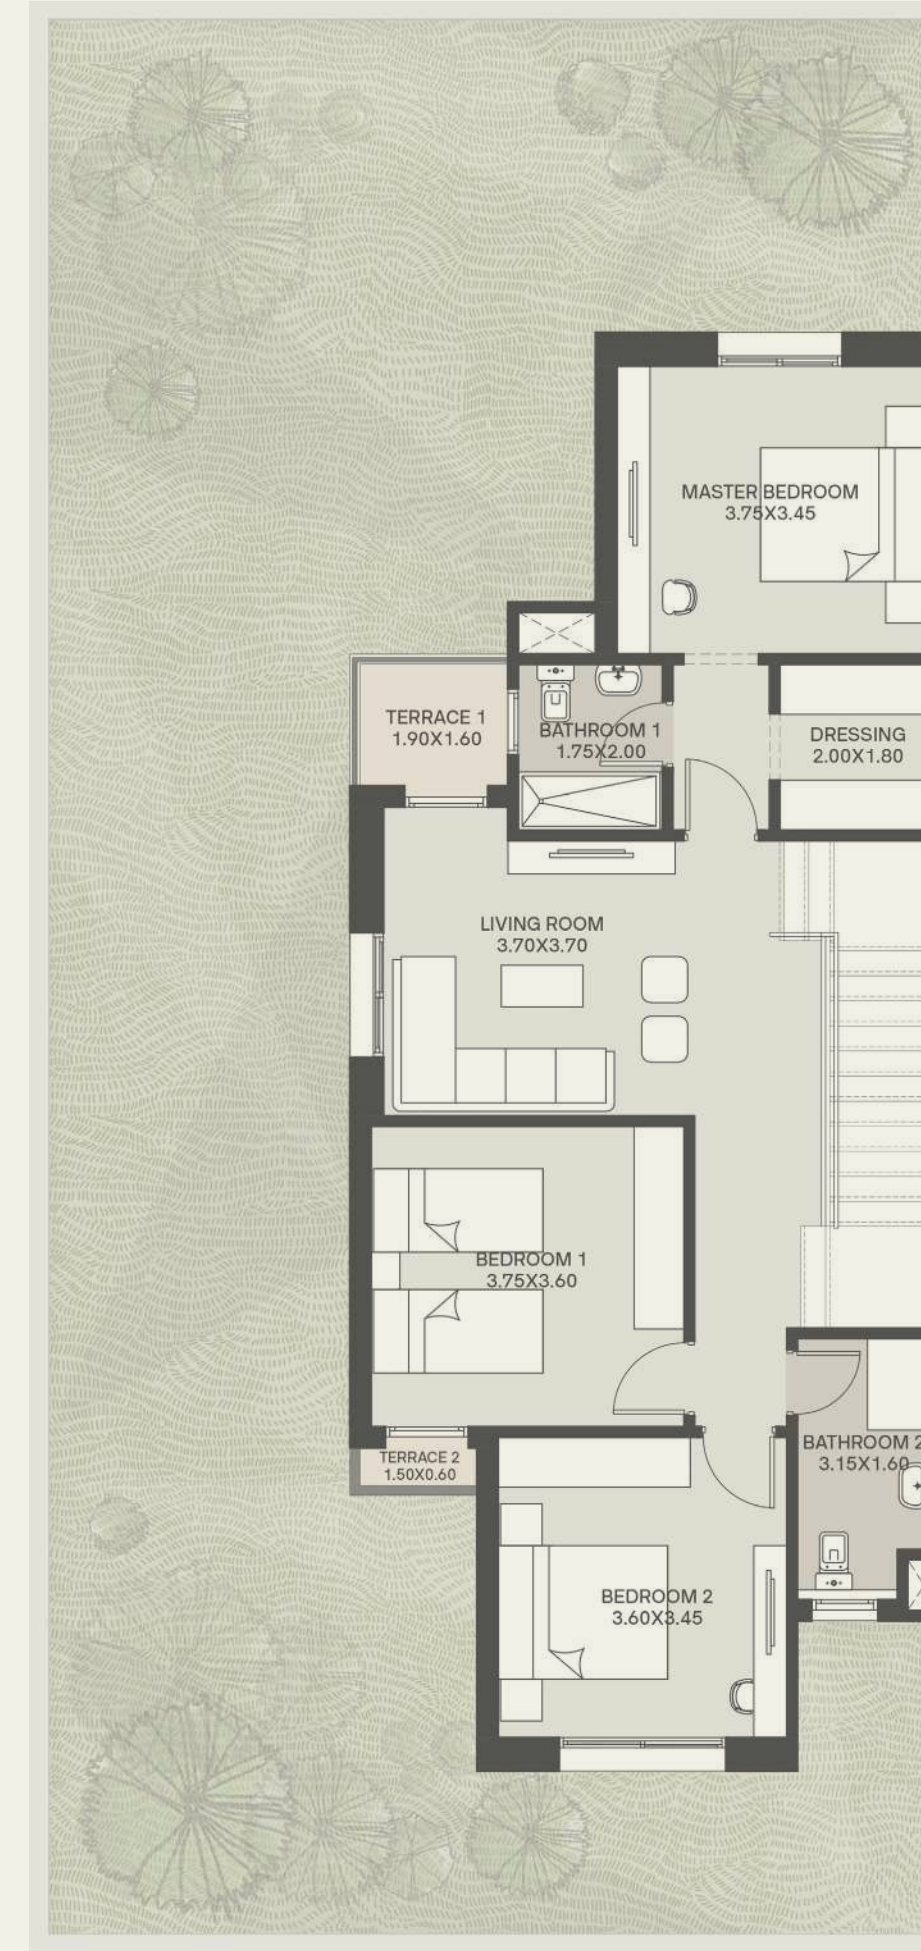 MASTER BEDROOM
3.75X3.45
TERRACE 1
1.90X1.60
BATHROOM 1
1.75X2.00
DRESSING
2.00X1.80
LIVING ROOM
3.70X3.70
BEDROOM 1
3.75X3.60
BATHROOM 2
3.15X1.60
TERRACE 2
1.50X0.60
BEDROOM 2
3.60X3.45